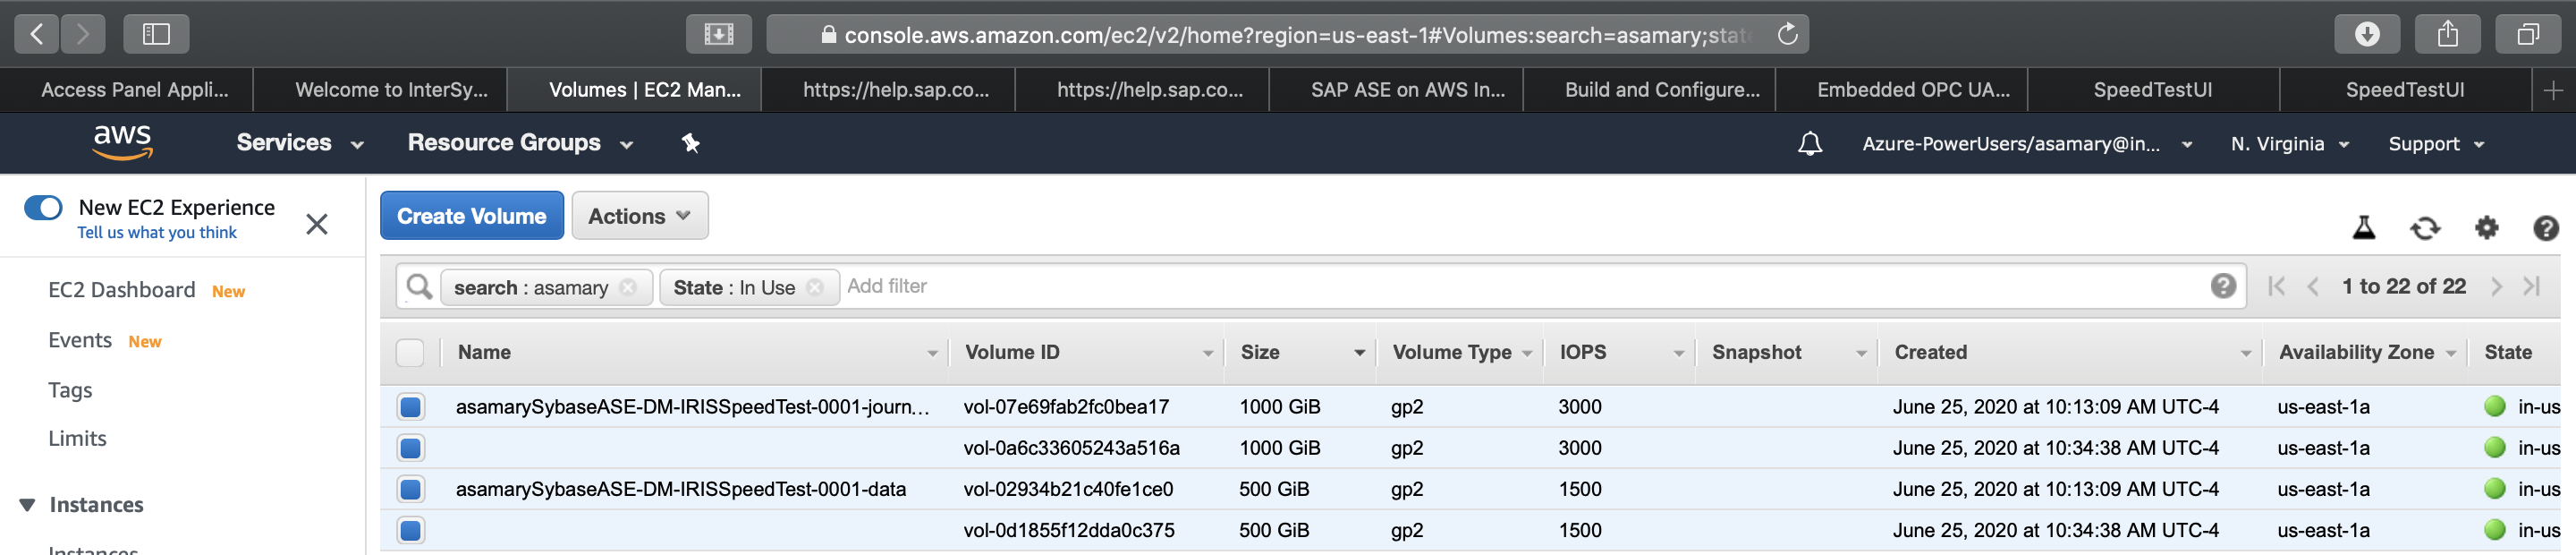 console.aws.amazon.com/ec2/v2/home?region=us-east-1#Volumes:search=asamary;stat
Access Panel Appli... Welcome to InterSy... Volumes | EC2 Man... https://help.sap.co... https://help.sap.co... SAP ASE on AWS In... Build and Configure... Embedded OPC UA... SpeedTestUI SpeedTestUI
aws Services Resource Groups Azure-PowerUsers/asamary@in... N. Virginia Support
New EC2 Experience
Tell us what you think
EC2 Dashboard New
Events New
Tags
Limits
Instances
Instances
Create Volume Actions
search : asamary State : In Use Add filter 1 to 22 of 22
Name Volume ID Size Volume Type IOPS Snapshot Created Availability Zone State
asamarySybaseASE-DM-IRISSpeedTest-0001-journ... vol-07e69fab2fc0bea17 1000 GiB gp2 3000 June 25, 2020 at 10:13:09 AM UTC-4 us-east-1a in-us
vol-0a6c33605243a516a 1000 GiB gp2 3000 June 25, 2020 at 10:34:38 AM UTC-4 us-east-1a in-us
asamarySybaseASE-DM-IRISSpeedTest-0001-data vol-02934b21c40fe1ce0 500 GiB gp2 1500 June 25, 2020 at 10:13:09 AM UTC-4 us-east-1a in-us
vol-0d1855f12dda0c375 500 GiB gp2 1500 June 25, 2020 at 10:34:38 AM UTC-4 us-east-1a in-us